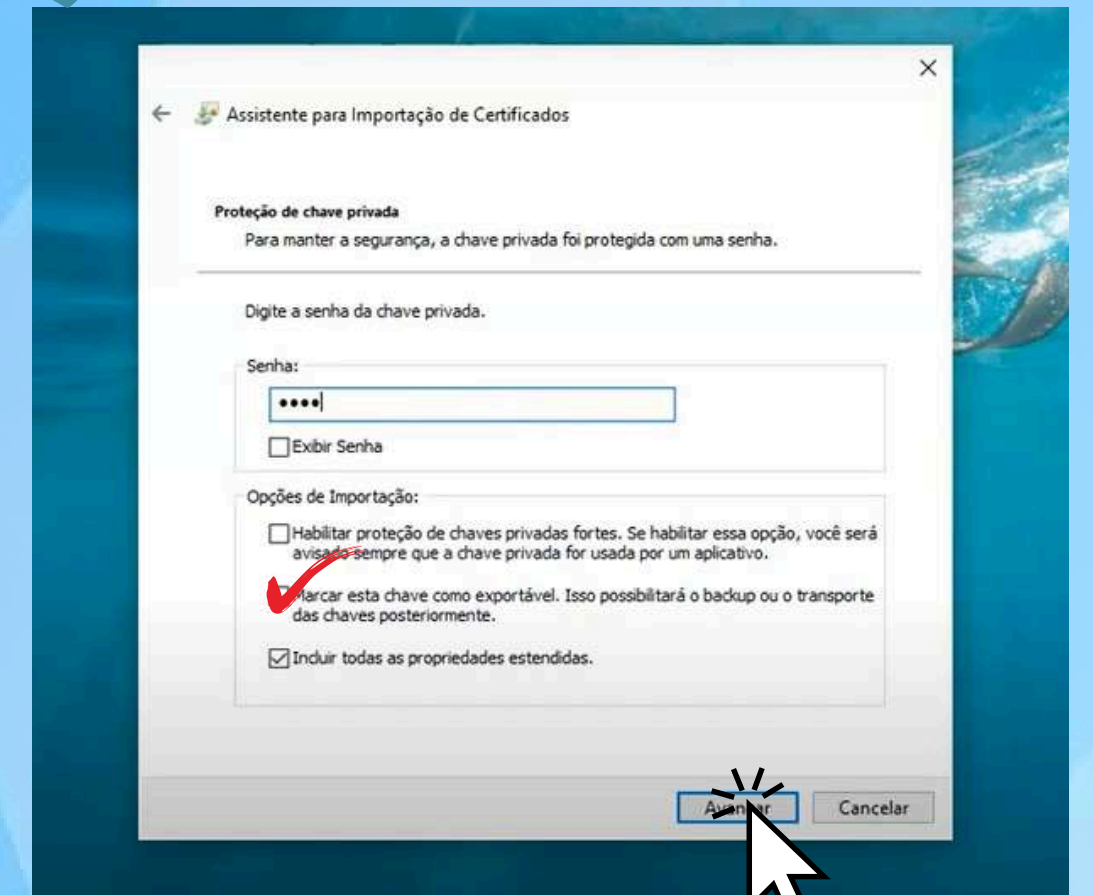 Assistente para Importação de Certificados
Proteção de chave privada
Para manter a segurança, a chave privada foi protegida com uma senha.
Digite a senha da chave privada.
Senha:
••••
Exibir Senha
Opções de Importação:
Habilitar proteção de chaves privadas fortes. Se habilitar essa opção, você será
avisado sempre que a chave privada for usada por um aplicativo.
Marcar esta chave como exportável. Isso possibilitará o backup ou o transporte
das chaves posteriormente.
Incluir todas as propriedades estendidas.
Avançar
Cancelar